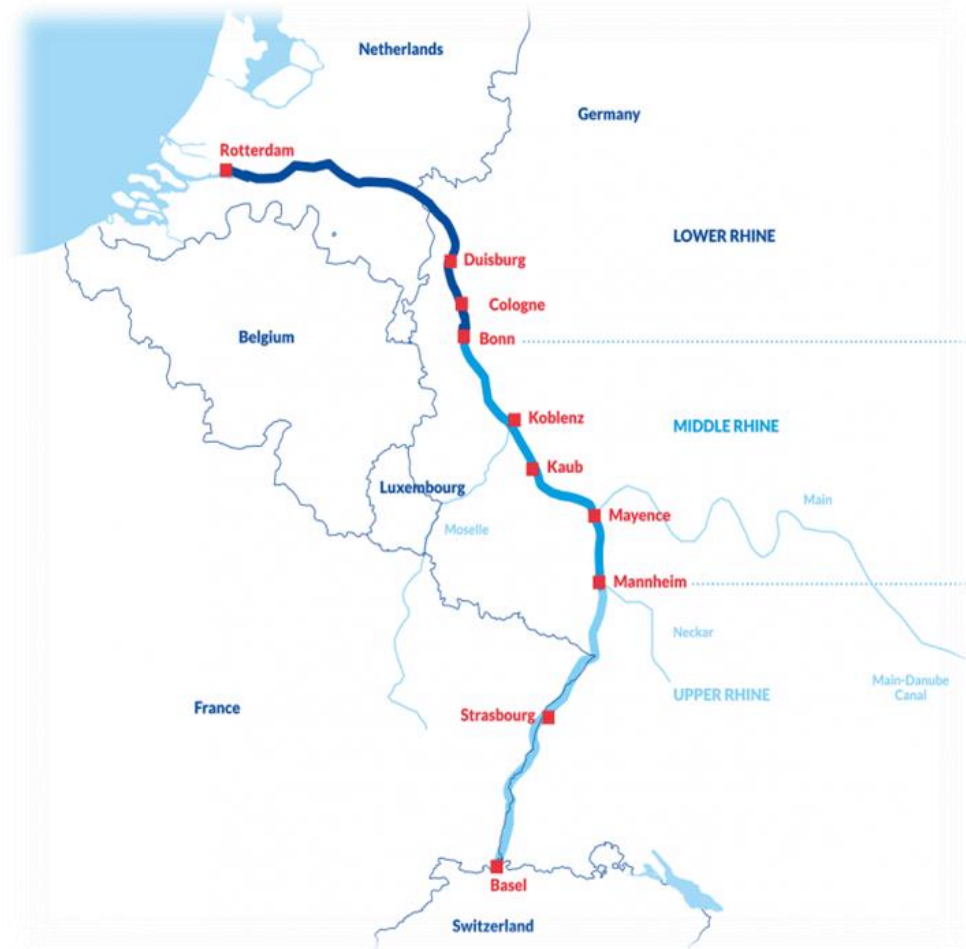 Netherlands
Germany
Rotterdam
LOWER RHINE
Duisburg
Cologne
Belgium
Bonn
Koblenz
MIDDLE RHINE
Kaub
Luxembourg
Main
Mayence
Moselle
Mannheim
Neckar
Main-Danube
Canal
UPPER RHINE
France
Strasbourg
Basel
Switzerland